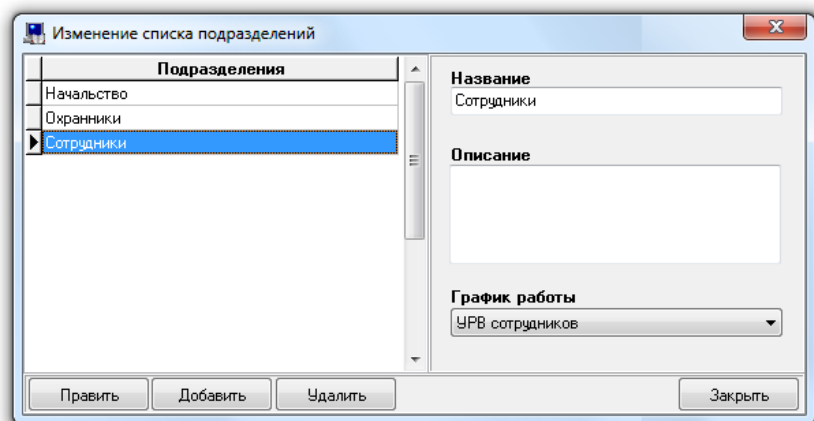 Изменение списка подразделений
Подразделения
Начальство
Охранники
Сотрудники
Название
Сотрудники
Описание
График работы
УРВ сотрудников
Править
Добавить
Удалить
Закрыть